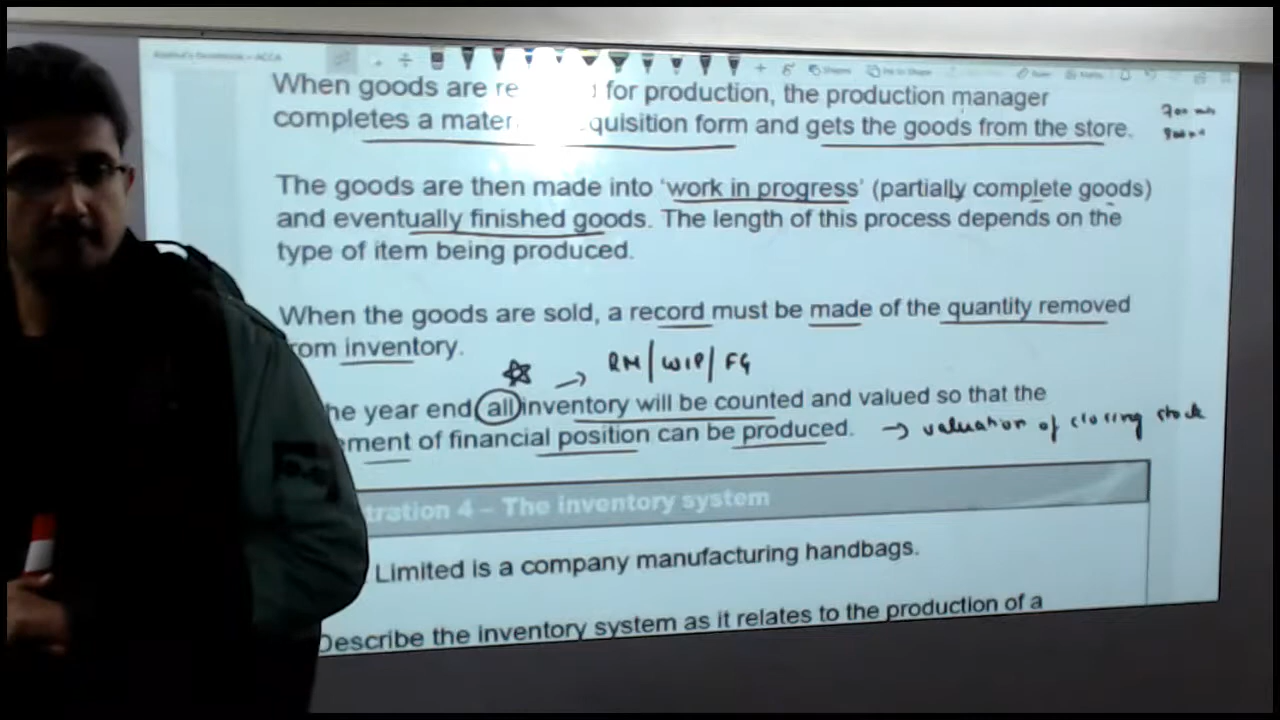 When goods are re for production, the production manager
completes a mater quisition form and gets the goods from the store.
The goods are then made into ‘work in progress’ (partially complete goods)
and eventually finished goods. The length of this process depends on the
type of item being produced.
When the goods are sold, a record must be made of the quantity removed
rom inventory.
RM/WIP/FG
he year end all inventory will be counted and valued so that the
ement of financial position can be produced. → valuation of closing stock
tration 4 – The inventory system
Limited is a company manufacturing handbags.
Describe the inventory system as it relates to the production of a